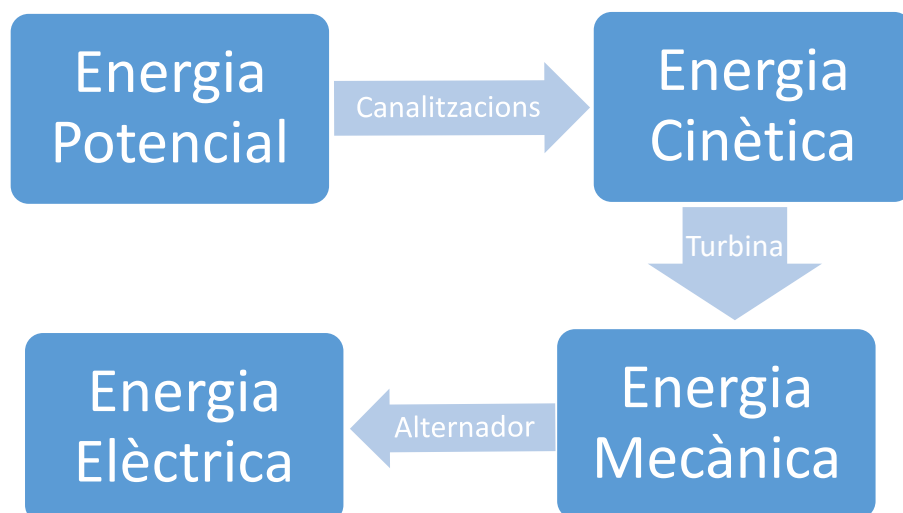 Energia
Potencial
Canalitzacions
Energia
Cinètica
Turbina
Energia
Mecànica
Alternador
Energia
Elèctrica